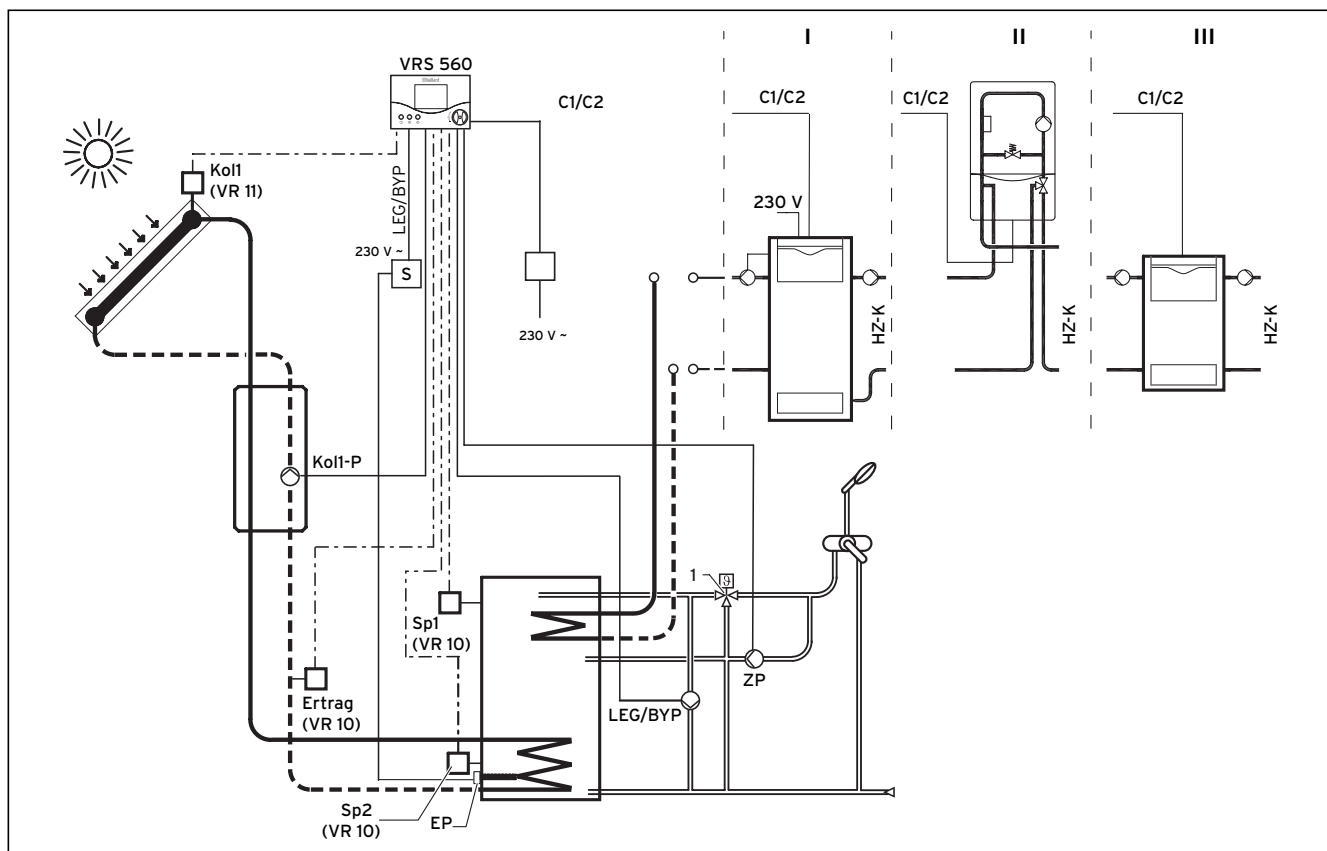 I
II
III
VRS 560
Vaillant
C1/C2
C1/C2
C1/C2
C1/C2
Kol1
(VR 11)
LEG/BYP
230 V
230 V ~
S
230 V ~
HZ-K
HZ-K
HZ-K
Kol1-P
1
ϑ
Sp1
(VR 10)
ZP
Ertrag
(VR 10)
LEG/BYP
Sp2
(VR 10)
EP